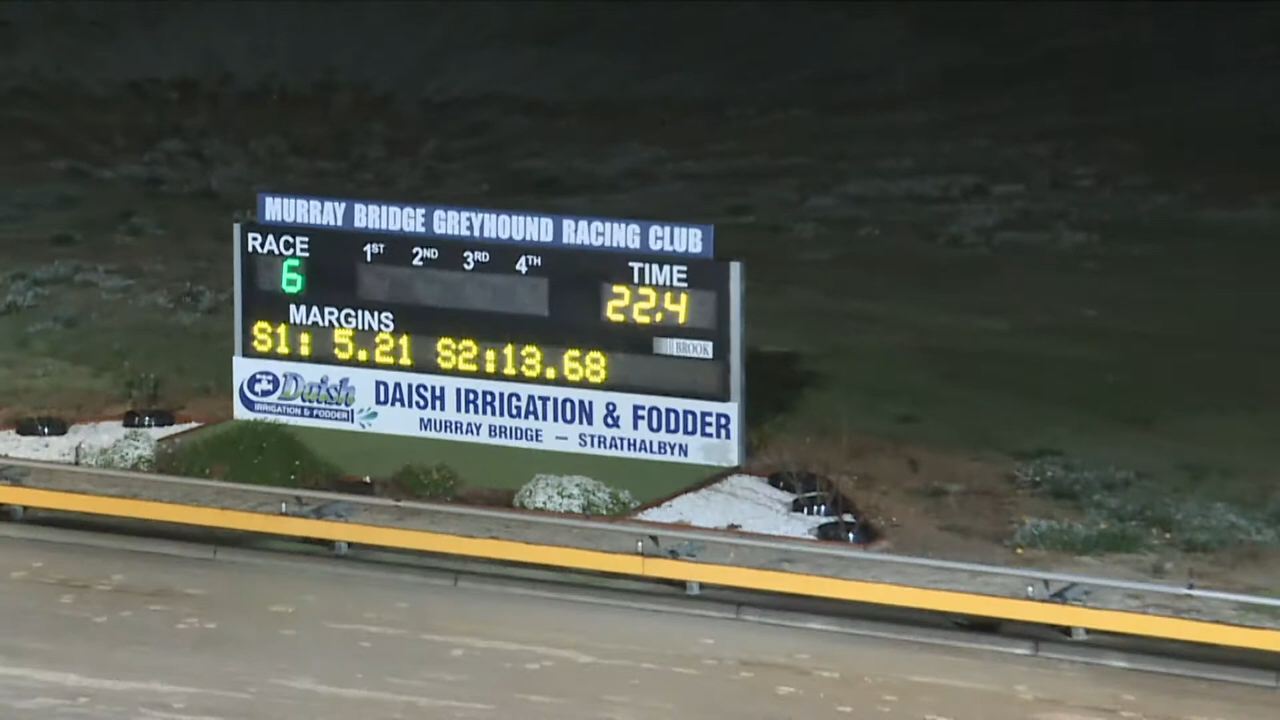 MURRAY BRIDGE GREYHOUND RACING CLUB
RACE 1ST 2ND 3RD 4TH TIME
6 22.4
MARGINS
S1: 5.21 S2:13.68
BROOK
Daish
IRRIGATION & FODDER
DAISH IRRIGATION & FODDER
MURRAY BRIDGE — STRATHALBYN